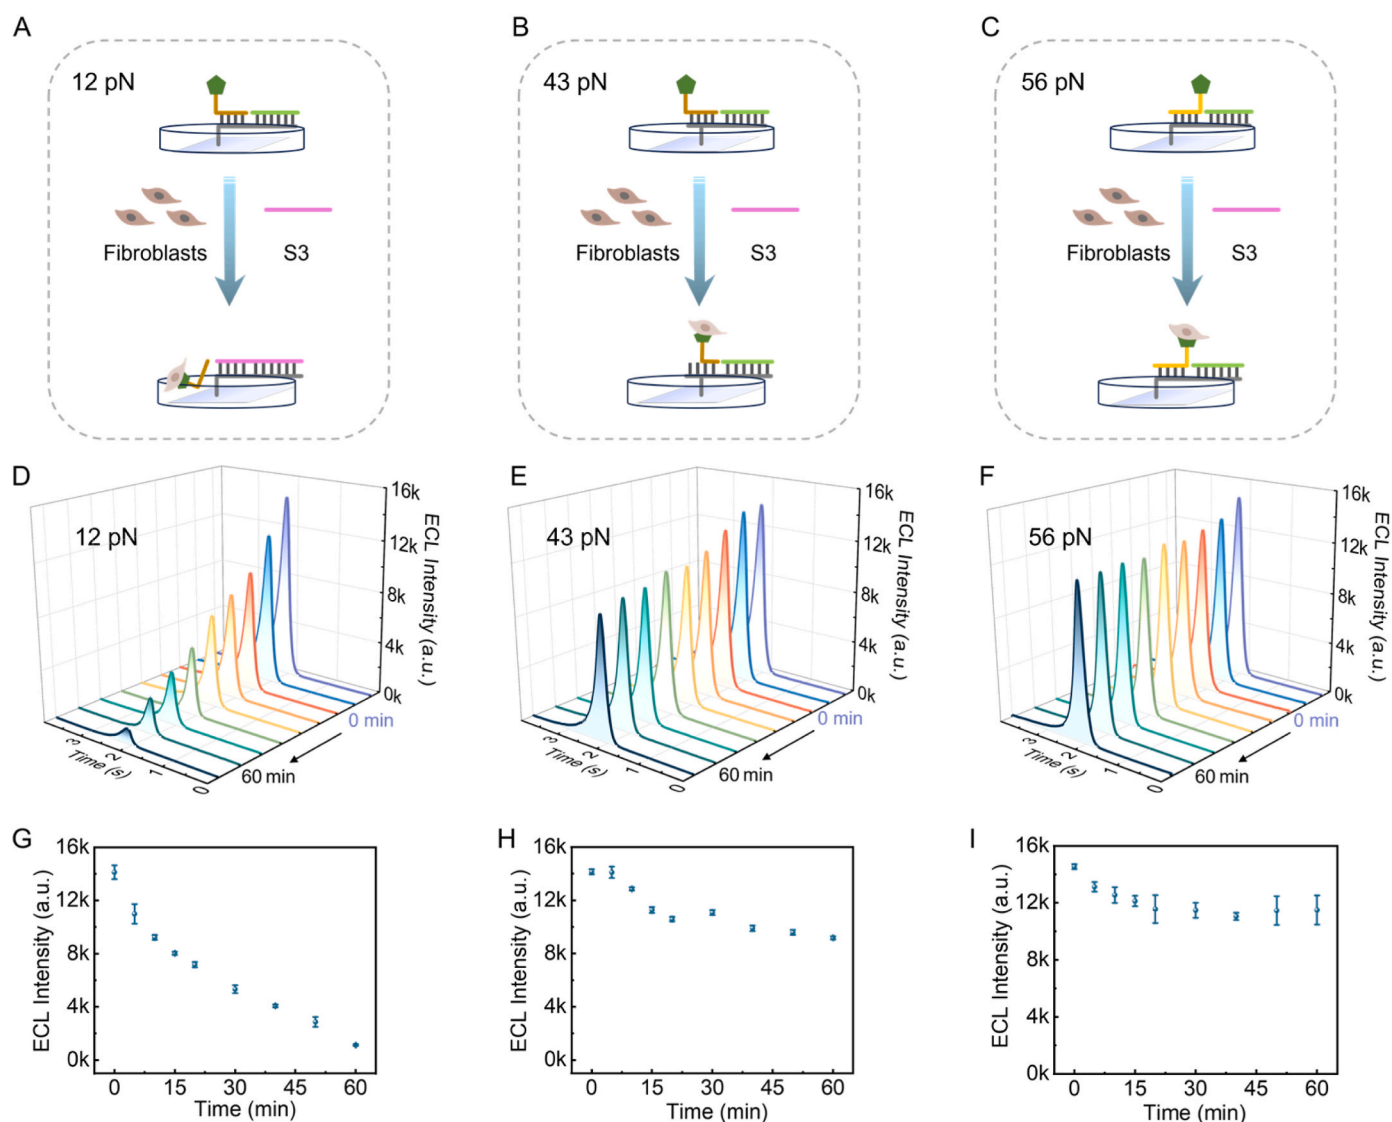 A
B
C
12 pN
43 pN
56 pN
Fibroblasts
S3
Fibroblasts
S3
Fibroblasts
S3
D
12 pN
16k
12k
8k
4k
0k
ECL Intensity (a.u.)
0 min
60 min
3
2
1
0
Time (s)
E
43 pN
16k
12k
8k
4k
0k
ECL Intensity (a.u.)
0 min
60 min
3
2
1
0
Time (s)
F
56 pN
16k
12k
8k
4k
0k
ECL Intensity (a.u.)
0 min
60 min
3
2
1
0
Time (s)
G
16k
12k
8k
4k
0k
ECL Intensity (a.u.)
0 15 30 45 60
Time (min)
H
16k
12k
8k
4k
0k
ECL Intensity (a.u.)
0 15 30 45 60
Time (min)
I
16k
12k
8k
4k
0k
ECL Intensity (a.u.)
0 15 30 45 60
Time (min)